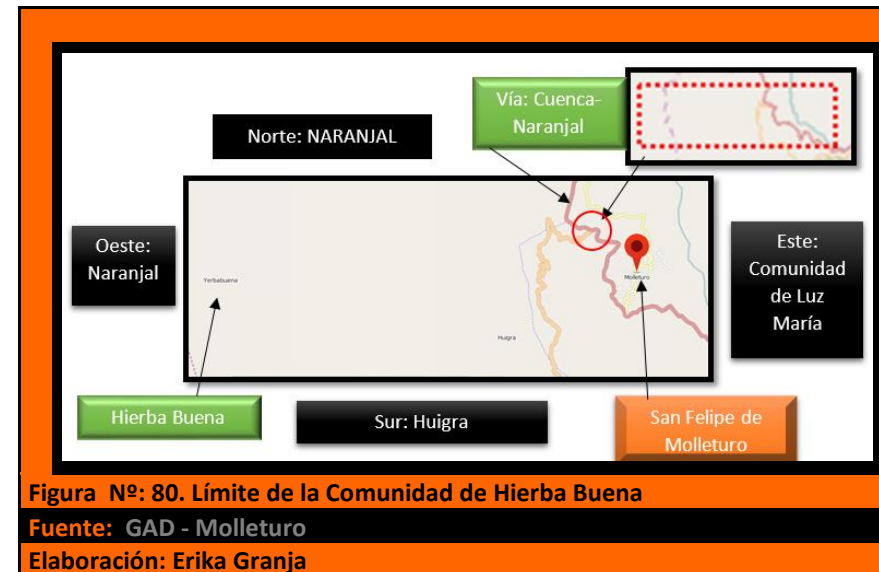 Vía: Cuenca-
Naranjal
Norte: NARANJAL
Oeste:
Naranjal
Este:
Comunidad
de Luz
María
Yerbabuena
Molleturo
Huigra
Hierba Buena
Sur: Huigra
San Felipe de
Molleturo
Figura Nº: 80. Límite de la Comunidad de Hierba Buena
Fuente: GAD - Molleturo
Elaboración: Erika Granja